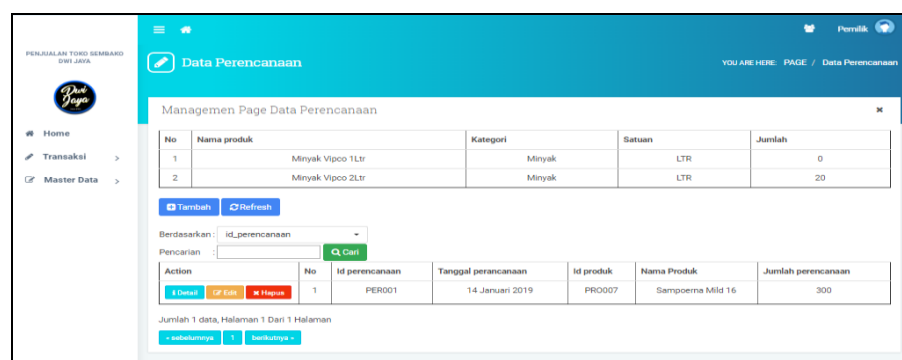 Pemilik
PENJUALAN TOKO SEMBAKO
DWI JAYA
Data Perencanaan
YOU ARE HERE: PAGE / Data Perencanaan
Dwi
Jaya
Managemen Page Data Perencanaan
Home
Transaksi >
Master Data >
No Nama produk Kategori Satuan Jumlah
1 Minyak Vipco 1Ltr Minyak LTR 0
2 Minyak Vipco 2Ltr Minyak LTR 20
Tambah Refresh
Berdasarkan : id_perencanaan
Pencarian : Cari
Action No Id perencanaan Tanggal perancanaan Id produk Nama Produk Jumlah perencanaan
Detail Edit Hapus 1 PER001 14 Januari 2019 PRO007 Sampoerna Mild 16 300
Jumlah 1 data, Halaman 1 Dari 1 Halaman
« sebelumnya 1 berikutnya »